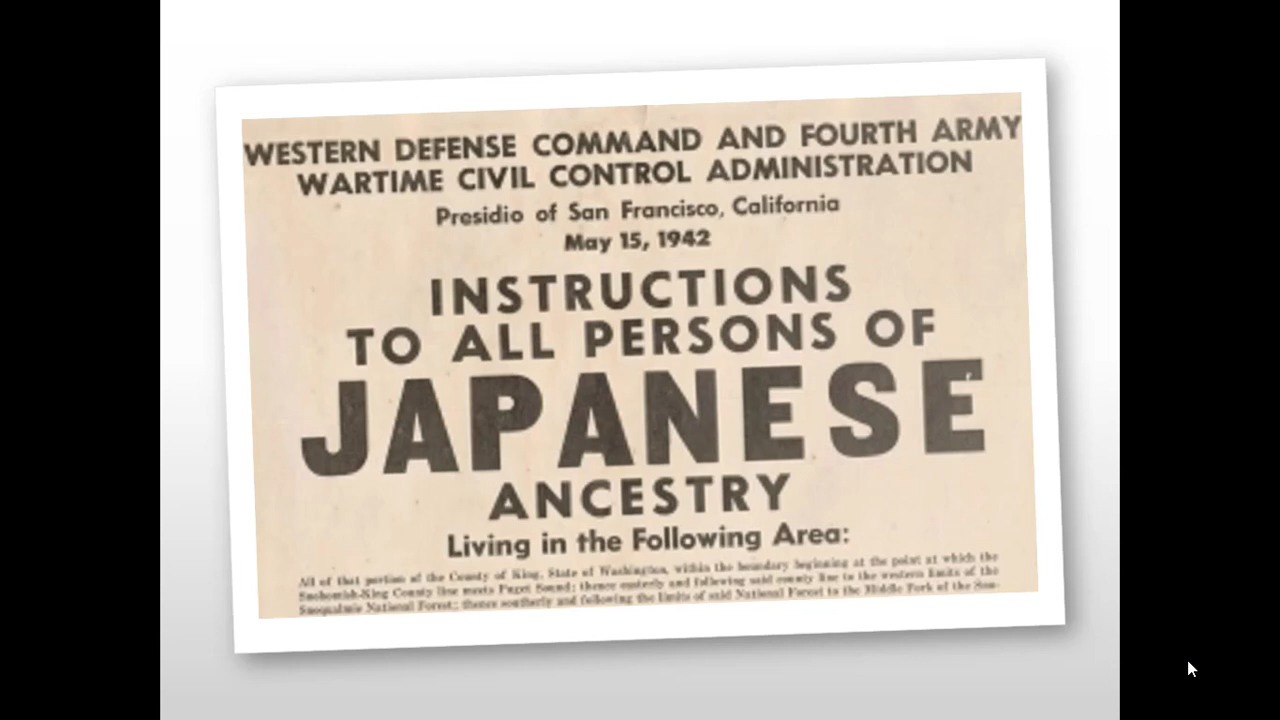 WESTERN DEFENSE COMMAND AND FOURTH ARMY
WARTIME CIVIL CONTROL ADMINISTRATION
Presidio of San Francisco, California
May 15, 1942
INSTRUCTIONS
TO ALL PERSONS OF
JAPANESE
ANCESTRY
Living in the Following Area:
All of that portion of the County of King, State of Washington, within the boundary beginning at the point at which the
Snohomish-King County line meets Puget Sound; thence easterly and following said county line to the western limits of the
Snoqualmie National Forest; thence southerly and following the limits of said National Forest to the Middle Fork of the Sno-